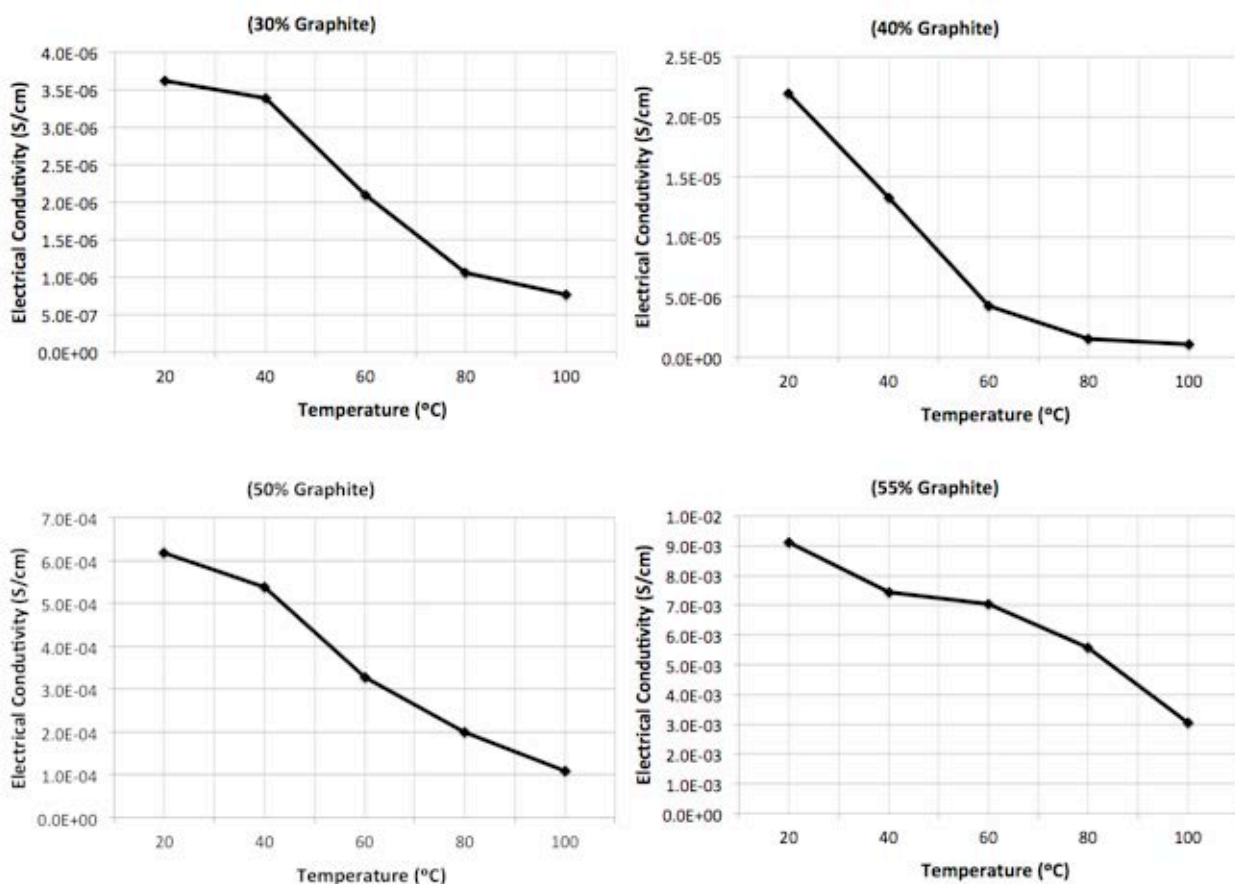 (30% Graphite)
Electrical Condutivity (S/cm)
4.0E-06
3.5E-06
3.0E-06
2.5E-06
2.0E-06
1.5E-06
1.0E-06
5.0E-07
0.0E+00
20 40 60 80 100
Temperature (°C)
(40% Graphite)
Electrical Condutivity (S/cm)
2.5E-05
2.0E-05
1.5E-05
1.0E-05
5.0E-06
0.0E+00
20 40 60 80 100
Temperature (°C)
(50% Graphite)
Electrical Condutivity (S/cm)
7.0E-04
6.0E-04
5.0E-04
4.0E-04
3.0E-04
2.0E-04
1.0E-04
0.0E+00
20 40 60 80 100
Temperature (°C)
(55% Graphite)
Electrical Condutivity (S/cm)
1.0E-02
9.0E-03
8.0E-03
7.0E-03
6.0E-03
5.0E-03
4.0E-03
3.0E-03
2.0E-03
1.0E-03
0.0E+00
20 40 60 80 100
Temperature (°C)